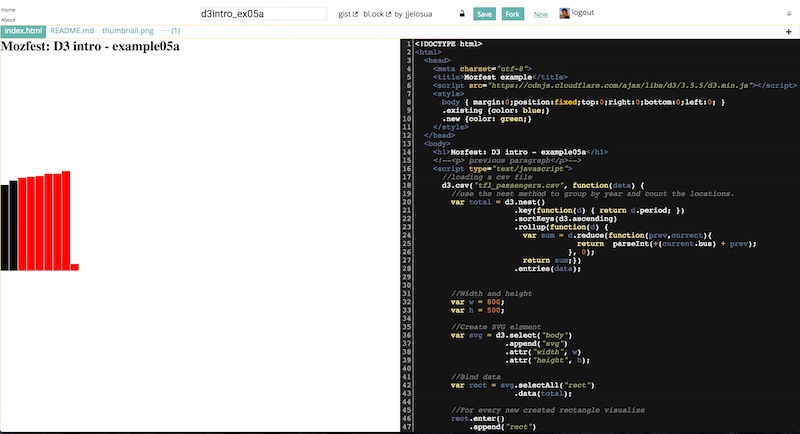 Home
About
d3intro_ex05a
gist
bl.ock
by jjelosua
Save
Fork
New
logout
index.html
README.md
thumbnail.png
··· (1)
+
Mozfest: D3 intro - example05a
1 <!DOCTYPE html>
2 <html>
3 <head>
4 <meta charset="utf-8">
5 <title>Mozfest example</title>
6 <script src="https://cdnjs.cloudflare.com/ajax/libs/d3/3.5.5/d3.min.js"></script>
7 <style>
8 body { margin:0;position:fixed;top:0;right:0;bottom:0;left:0; }
9 .existing {color: blue;}
10 .new {color: green;}
11 </style>
12 </head>
13 <body>
14 <h1>Mozfest: D3 intro - example05a</h1>
15 <!--<p> previous paragraph</p>-->
16 <script type="text/javascript">
17 //loading a csv file
18 d3.csv("tfl_passengers.csv", function(data) {
19 //use the nest method to group by year and count the locations.
20 var total = d3.nest()
21 .key(function(d) { return d.period; })
22 .sortKeys(d3.ascending)
23 .rollup(function(d) {
24 var sum = d.reduce(function(prev,current){
25 return parseInt(+(current.bus) + prev);
26 }, 0);
27 return sum;})
28 .entries(data);
29
30
31 //Width and height
32 var w = 800;
33 var h = 500;
34
35 //Create SVG element
36 var svg = d3.select("body")
37 .append("svg")
38 .attr("width", w)
39 .attr("height", h);
40
41 //Bind data
42 var rect = svg.selectAll("rect")
43 .data(total);
44
45 //For every new created rectangle visualize
46 rect.enter()
47 .append("rect")